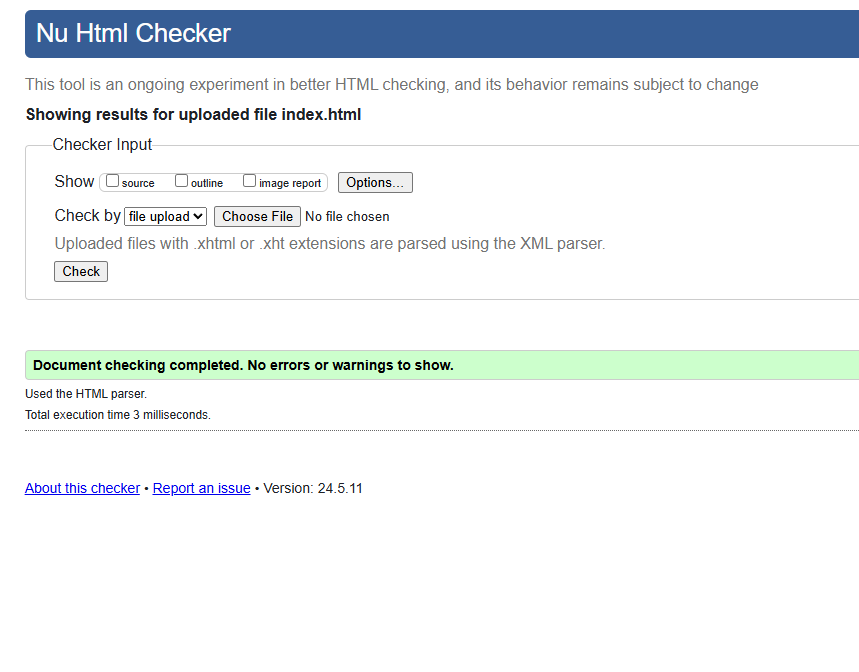 Nu Html Checker
This tool is an ongoing experiment in better HTML checking, and its behavior remains subject to change
Showing results for uploaded file index.html
Checker Input
Show source outline image report Options...
Check by file upload Choose File No file chosen
Uploaded files with .xhtml or .xht extensions are parsed using the XML parser.
Check
Document checking completed. No errors or warnings to show.
Used the HTML parser.
Total execution time 3 milliseconds.
About this checker • Report an issue • Version: 24.5.11